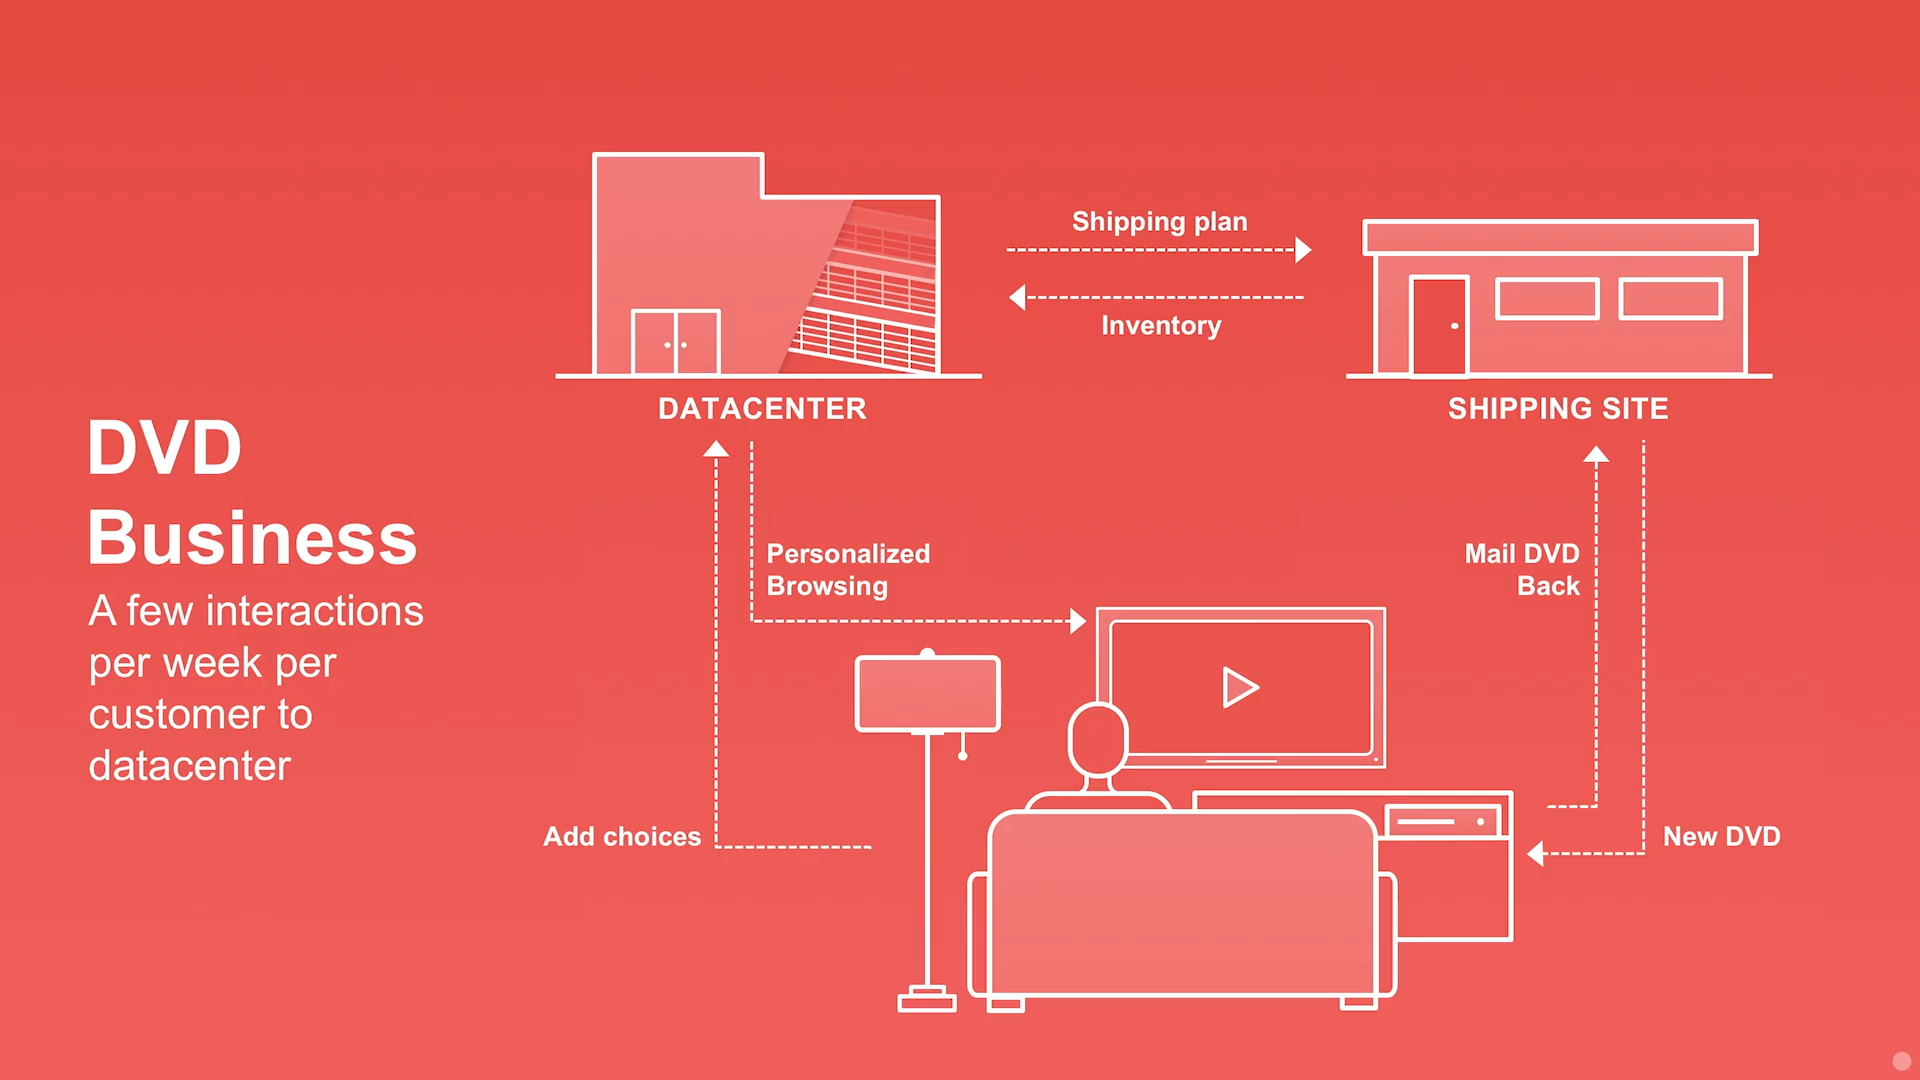 DVD
Business
A few interactions
per week per
customer to
datacenter
Shipping plan
Inventory
DATACENTER
SHIPPING SITE
Personalized
Browsing
Mail DVD
Back
Add choices
New DVD